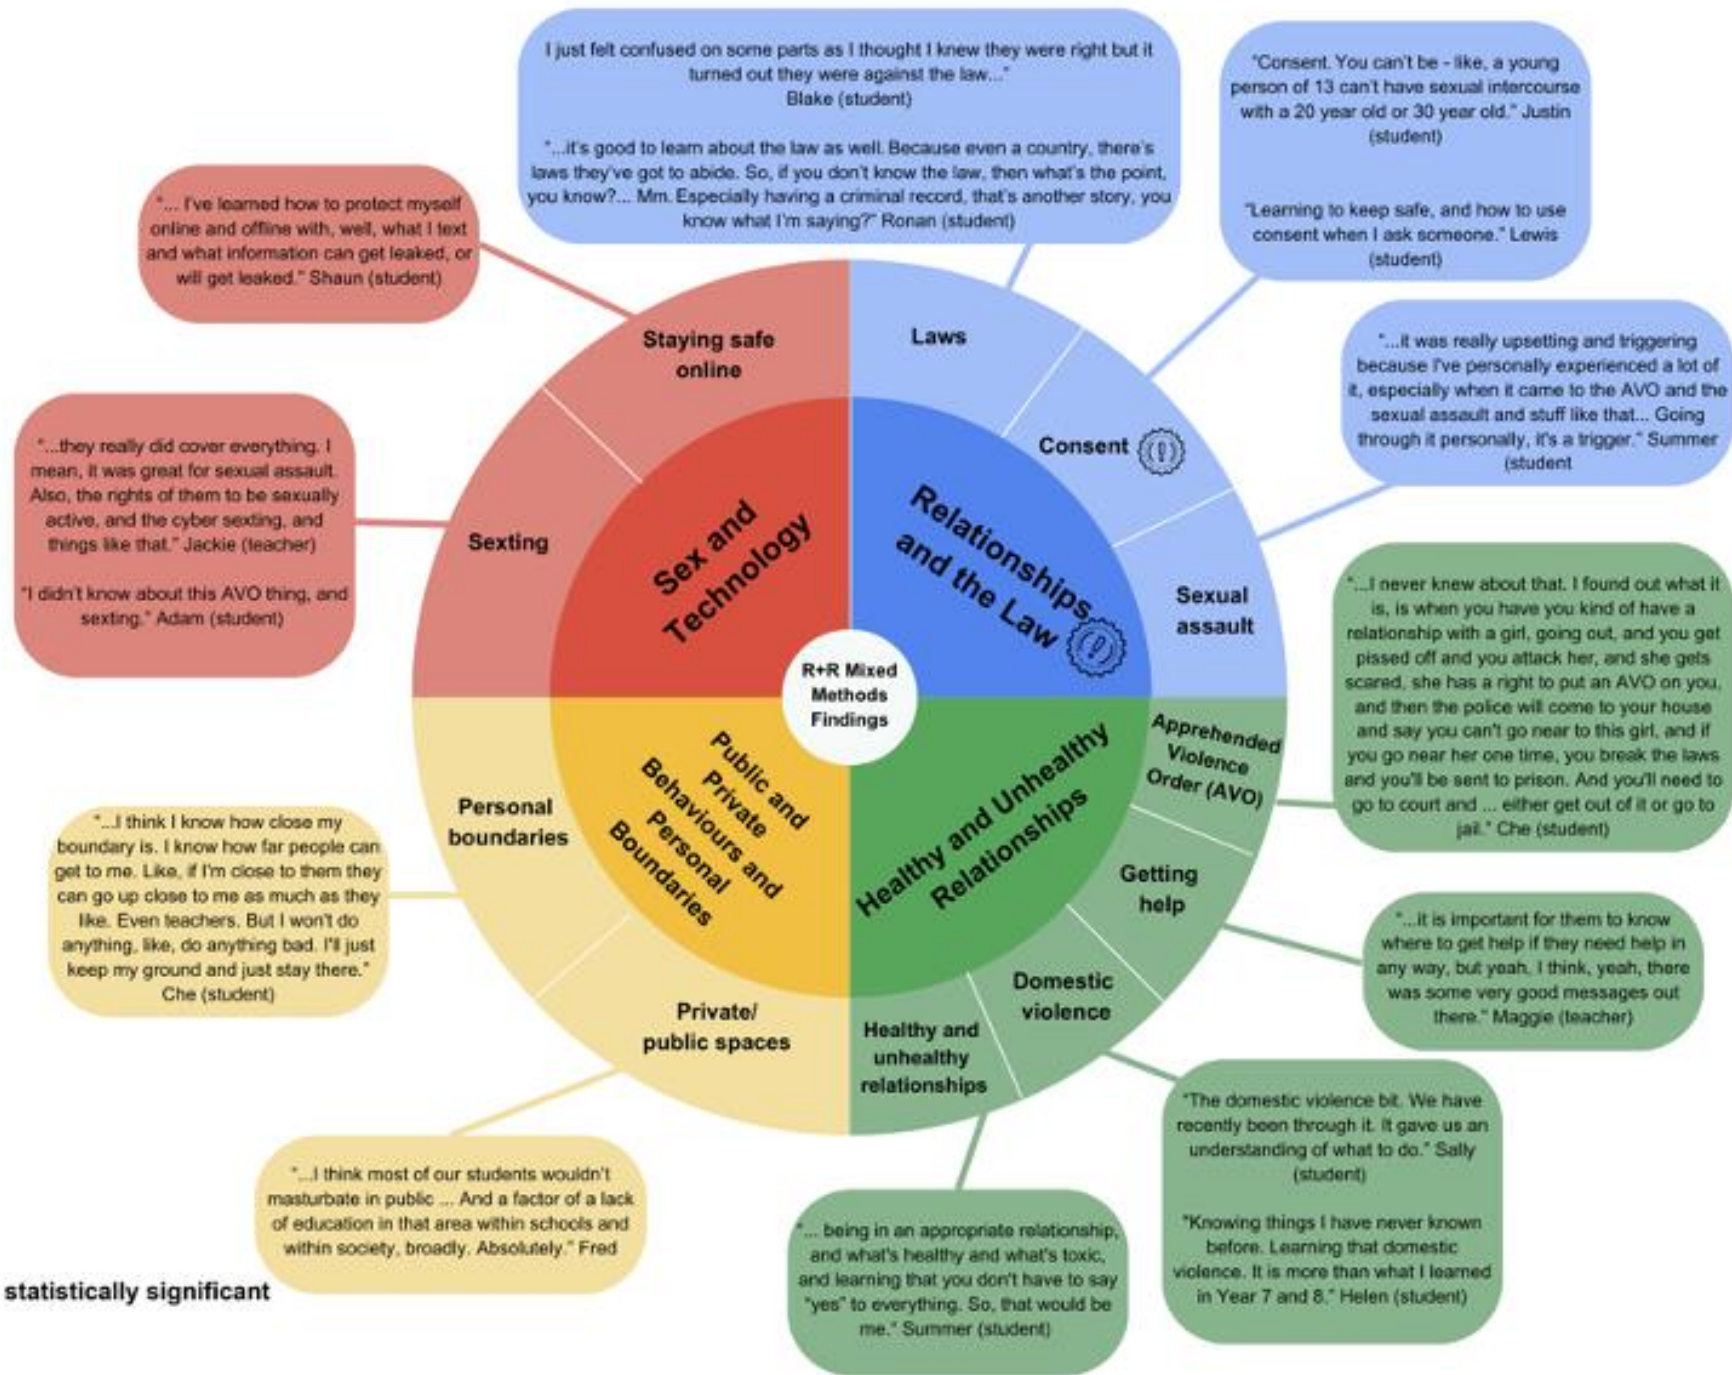 I just felt confused on some parts as I thought I knew they were right but it
turned out they were against the law..."
Blake (student)
"...it's good to learn about the law as well. Because even a country, there's
laws they've got to abide. So, if you don't know the law, then what's the point,
you know?... Mm. Especially having a criminal record, that's another story, you
know what I'm saying?" Ronan (student)
"Consent. You can't be - like, a young
person of 13 can't have sexual intercourse
with a 20 year old or 30 year old." Justin
(student)
"Learning to keep safe, and how to use
consent when I ask someone." Lewis
(student)
"... I've learned how to protect myself
online and offline with, well, what I text
and what information can get leaked, or
will get leaked." Shaun (student)
"...it was really upsetting and triggering
because I've personally experienced a lot of
it, especially when it came to the AVO and the
sexual assault and stuff like that... Going
through it personally, it's a trigger." Summer
(student
"...they really did cover everything. I
mean, it was great for sexual assault.
Also, the rights of them to be sexually
active, and the cyber sexting, and
things like that." Jackie (teacher)
"I didn't know about this AVO thing, and
sexting." Adam (student)
Staying safe
online
Laws
Consent
Sexting
Sexual
assault
Sex and
Technology
Relationships
and the Law
R+R Mixed
Methods
Findings
Personal
boundaries
Public and
Private
Behaviours and
Personal
Boundaries
Healthy and Unhealthy
Relationships
Apprehended
Violence
Order (AVO)
Getting
help
Domestic
violence
Healthy and
unhealthy
relationships
Private/
public spaces
"...I never knew about that. I found out what it
is, is when you have you kind of have a
relationship with a girl, going out, and you get
pissed off and you attack her, and she gets
scared, she has a right to put an AVO on you,
and then the police will come to your house
and say you can't go near to this girl, and if
you go near her one time, you break the laws
and you'll be sent to prison. And you'll need to
go to court and ... either get out of it or go to
jail." Che (student)
"...I think I know how close my
boundary is. I know how far people can
get to me. Like, if I'm close to them they
can go up close to me as much as they
like. Even teachers. But I won't do
anything, like, do anything bad. I'll just
keep my ground and just stay there."
Che (student)
"...it is important for them to know
where to get help if they need help in
any way, but yeah. I think, yeah, there
was some very good messages out
there." Maggie (teacher)
"The domestic violence bit. We have
recently been through it. It gave us an
understanding of what to do." Sally
(student)
"Knowing things I have never known
before. Learning that domestic
violence. It is more than what I learned
in Year 7 and 8." Helen (student)
"...I think most of our students wouldn't
masturbate in public ... And a factor of a lack
of education in that area within schools and
within society, broadly. Absolutely." Fred
"... being in an appropriate relationship,
and what's healthy and what's toxic,
and learning that you don't have to say
"yes" to everything. So, that would be
me." Summer (student)
statistically significant